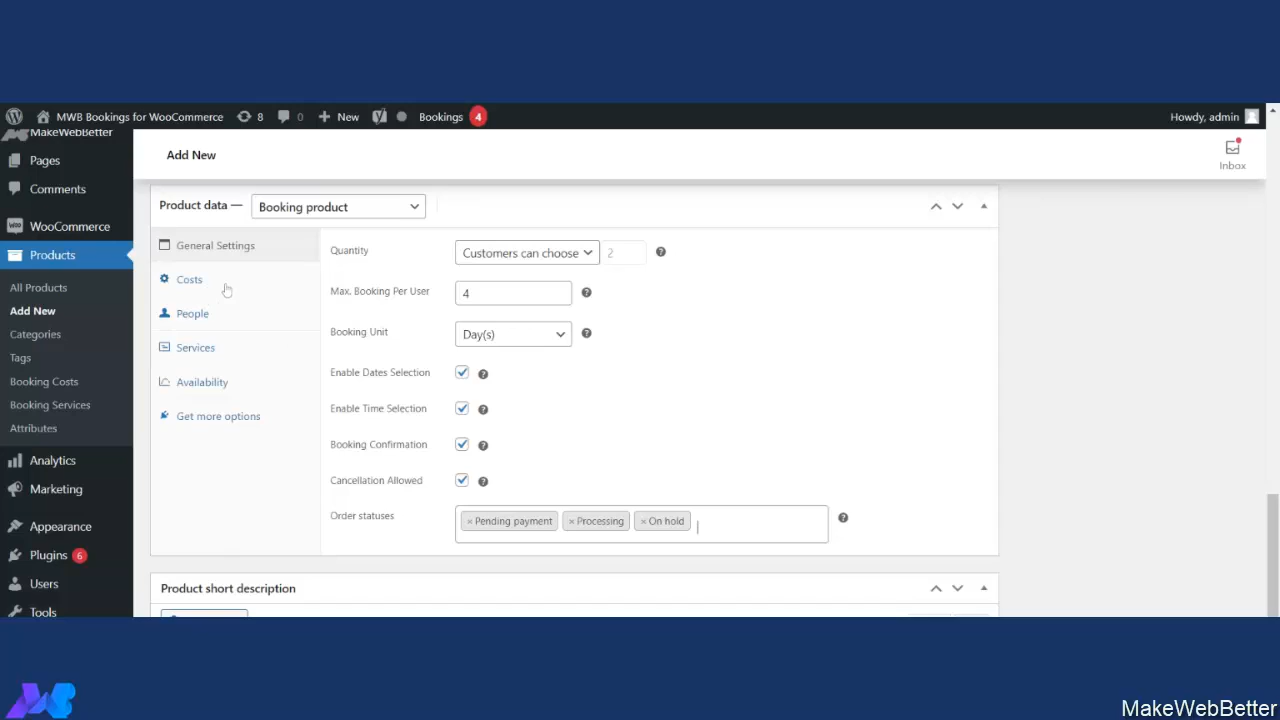 MWB Bookings for WooCommerce 8 0 New Bookings 4 Howdy, admin
MakeWebBetter
Pages
Comments
WooCommerce
Products
All Products
Add New
Categories
Tags
Booking Costs
Booking Services
Attributes
Analytics
Marketing
Appearance
Plugins 6
Users
Tools
Add New
Inbox
Product data — Booking product
General Settings
Costs
People
Services
Availability
Get more options
Quantity Customers can choose 2
Max. Booking Per User 4
Booking Unit Day(s)
Enable Dates Selection
Enable Time Selection
Booking Confirmation
Cancellation Allowed
Order statuses × Pending payment × Processing × On hold
Product short description
MakeWebBetter